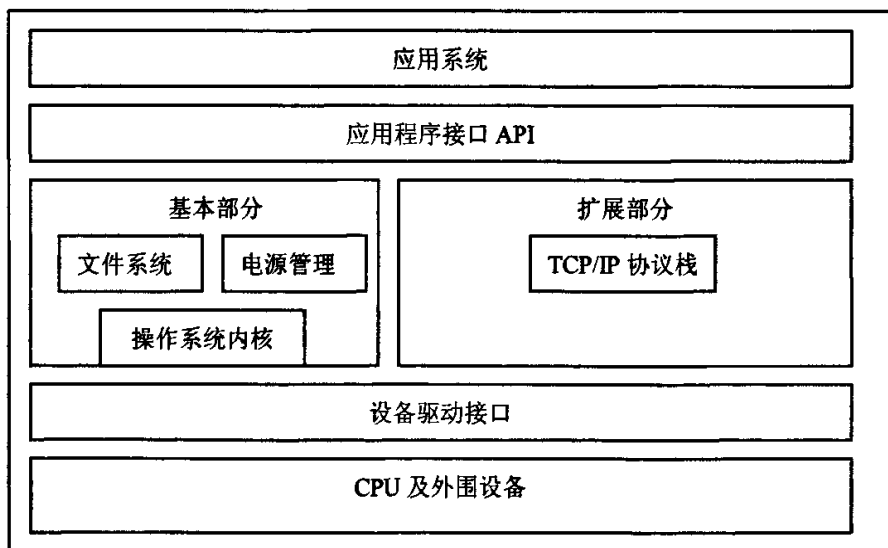 应用系统
应用程序接口 API
基本部分
扩展部分
文件系统
电源管理
TCP/IP 协议栈
操作系统内核
设备驱动接口
CPU 及外围设备